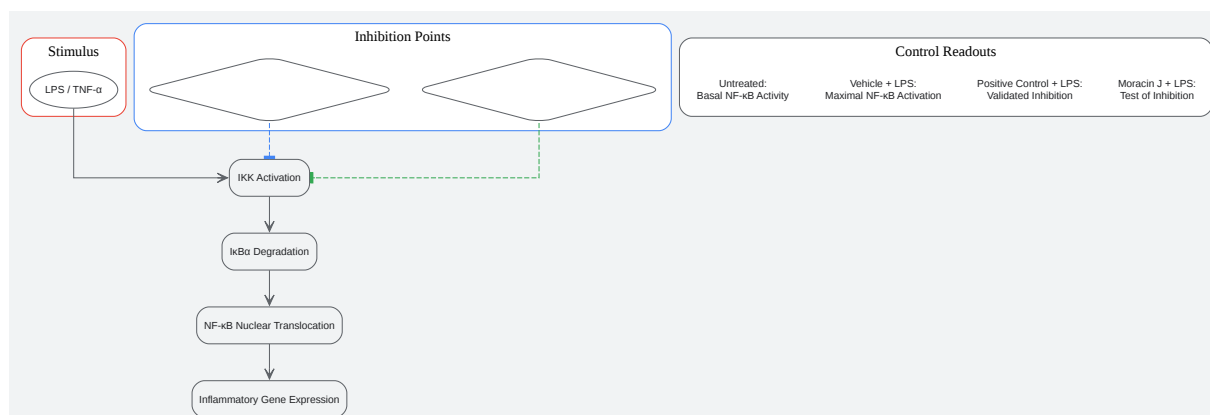 Stimulus
LPS / TNF-α
Inhibition Points
Control Readouts
Untreated:
Basal NF-κB Activity
Vehicle + LPS:
Maximal NF-κB Activation
Positive Control + LPS:
Validated Inhibition
Moracin J + LPS:
Test of Inhibition
IKK Activation
IκBα Degradation
NF-κB Nuclear Translocation
Inflammatory Gene Expression